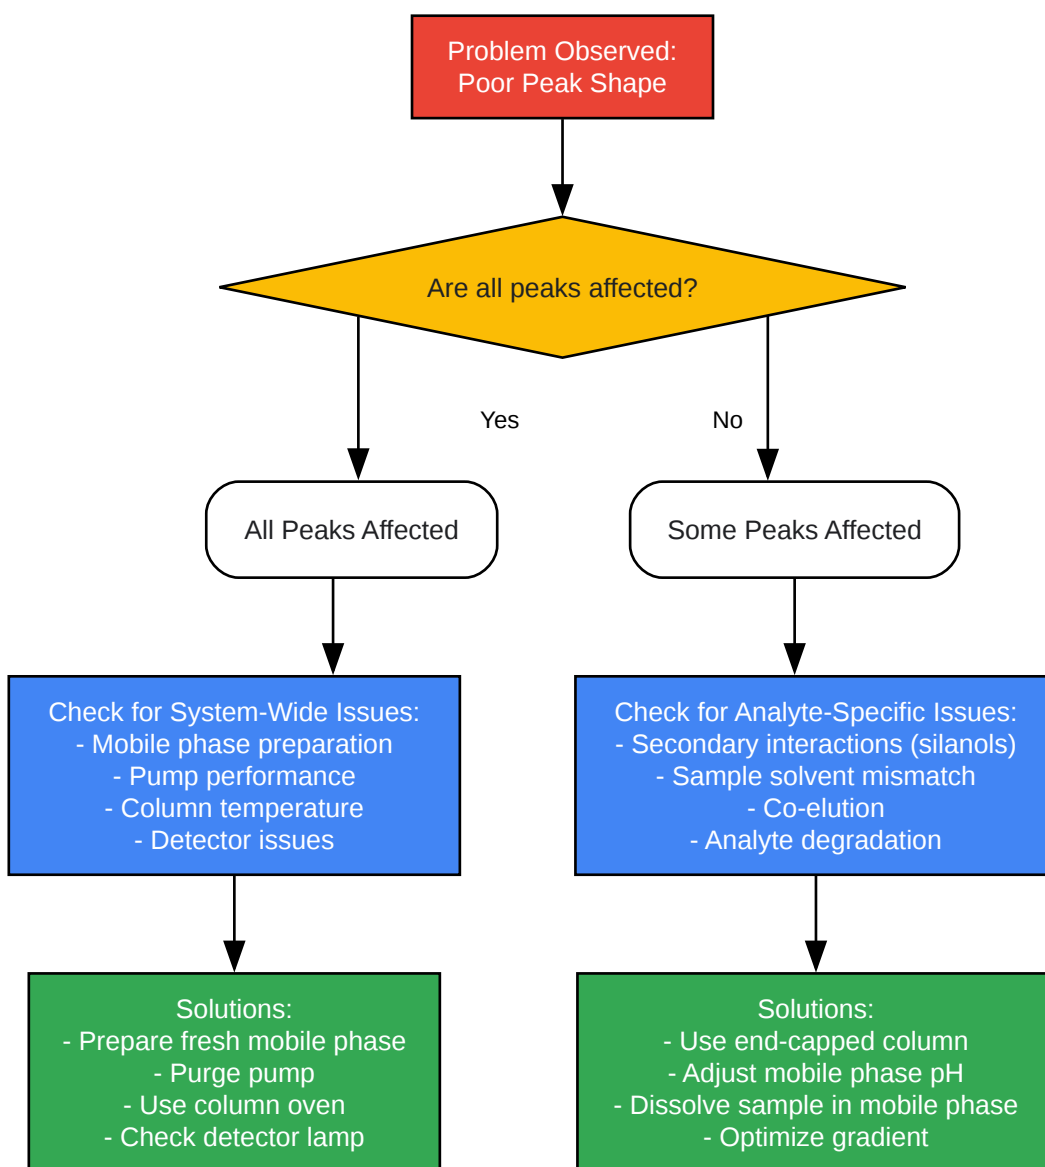 Problem Observed:
Poor Peak Shape
Are all peaks affected?
Yes
No
All Peaks Affected
Some Peaks Affected
Check for System-Wide Issues:
- Mobile phase preparation
- Pump performance
- Column temperature
- Detector issues
Check for Analyte-Specific Issues:
- Secondary interactions (silanols)
- Sample solvent mismatch
- Co-elution
- Analyte degradation
Solutions:
- Prepare fresh mobile phase
- Purge pump
- Use column oven
- Check detector lamp
Solutions:
- Use end-capped column
- Adjust mobile phase pH
- Dissolve sample in mobile phase
- Optimize gradient